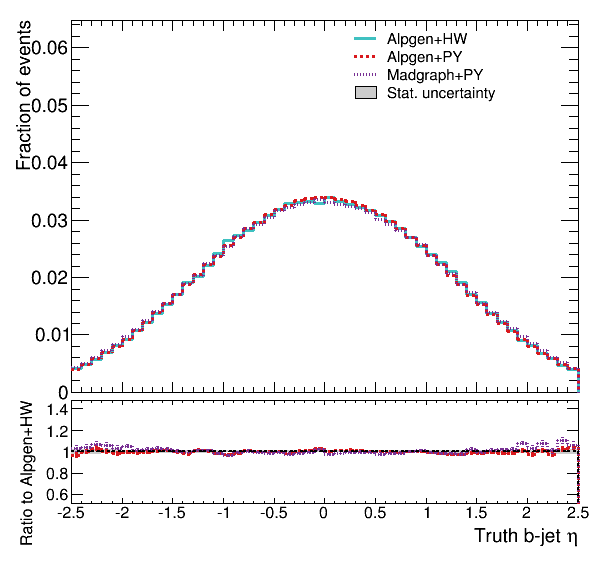 Fraction of events
0.06
0.05
0.04
0.03
0.02
0.01
0
Alpgen+HW
Alpgen+PY
Madgraph+PY
Stat. uncertainty
Ratio to Alpgen+HW
1.4
1.2
1
0.8
0.6
-2.5 -2 -1.5 -1 -0.5 0 0.5 1 1.5 2 2.5
Truth b-jet η